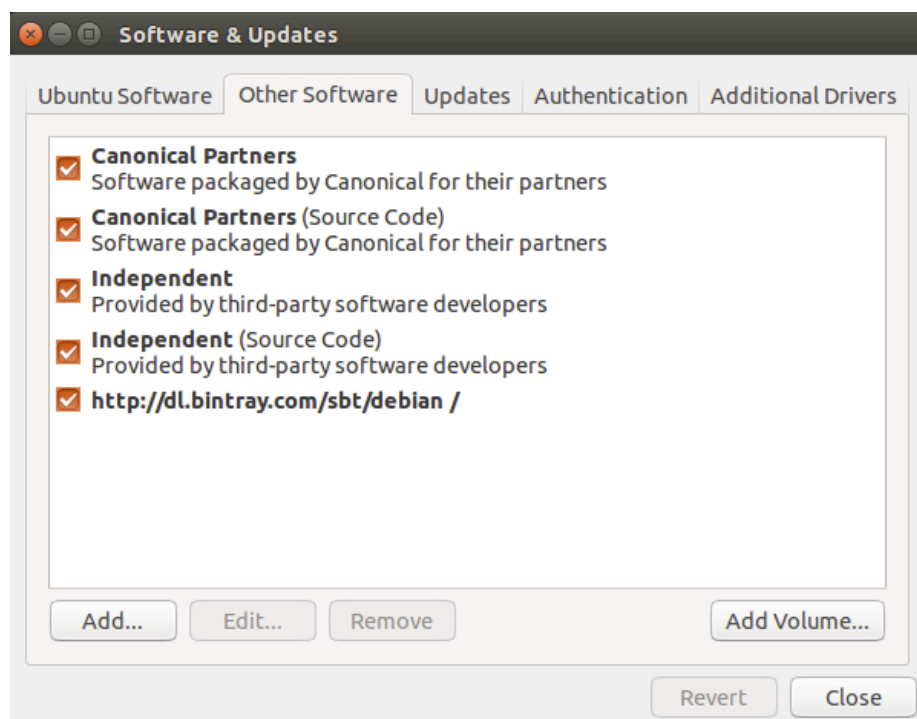 Software & Updates
Ubuntu Software Other Software Updates Authentication Additional Drivers
Canonical Partners
Software packaged by Canonical for their partners
Canonical Partners (Source Code)
Software packaged by Canonical for their partners
Independent
Provided by third-party software developers
Independent (Source Code)
Provided by third-party software developers
http://dl.bintray.com/sbt/debian /
Add... Edit... Remove Add Volume...
Revert Close